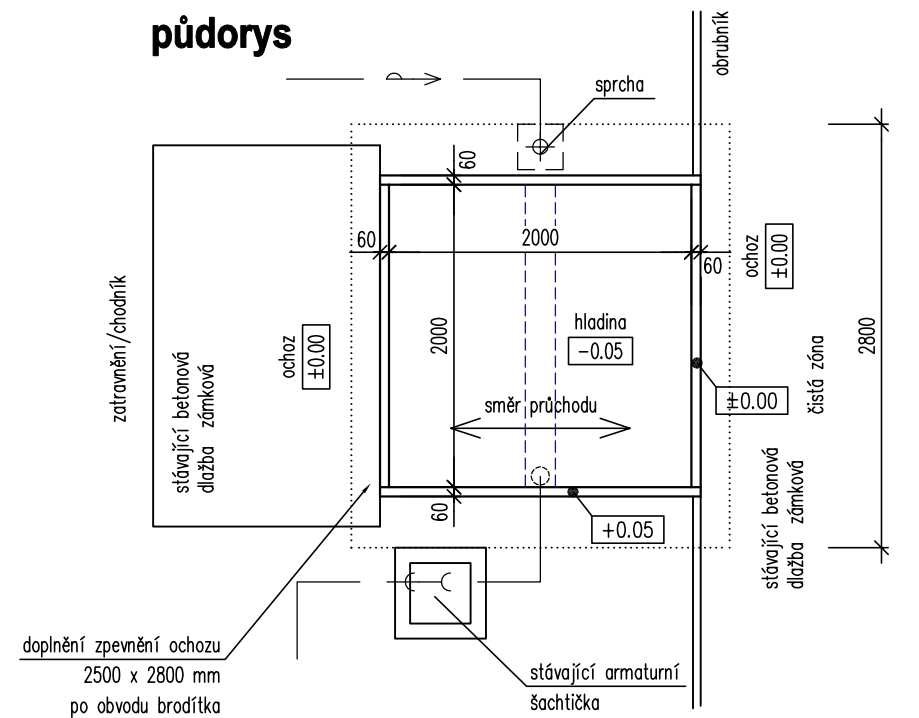 půdorys
obrubník
sprcha
60
60
2000
60
ochoz
±0.00
zatravnění/chodník
stávající betonová
dlažba zámková
ochoz
±0.00
2000
hladina
-0.05
2800
±0.00
čistá zóna
směr průchodu
60
+0.05
stávající betonová
dlažba zámková
doplnění zpevnění ochozu
2500 x 2800 mm
po obvodu brodítka
stávající armaturní
šachtička